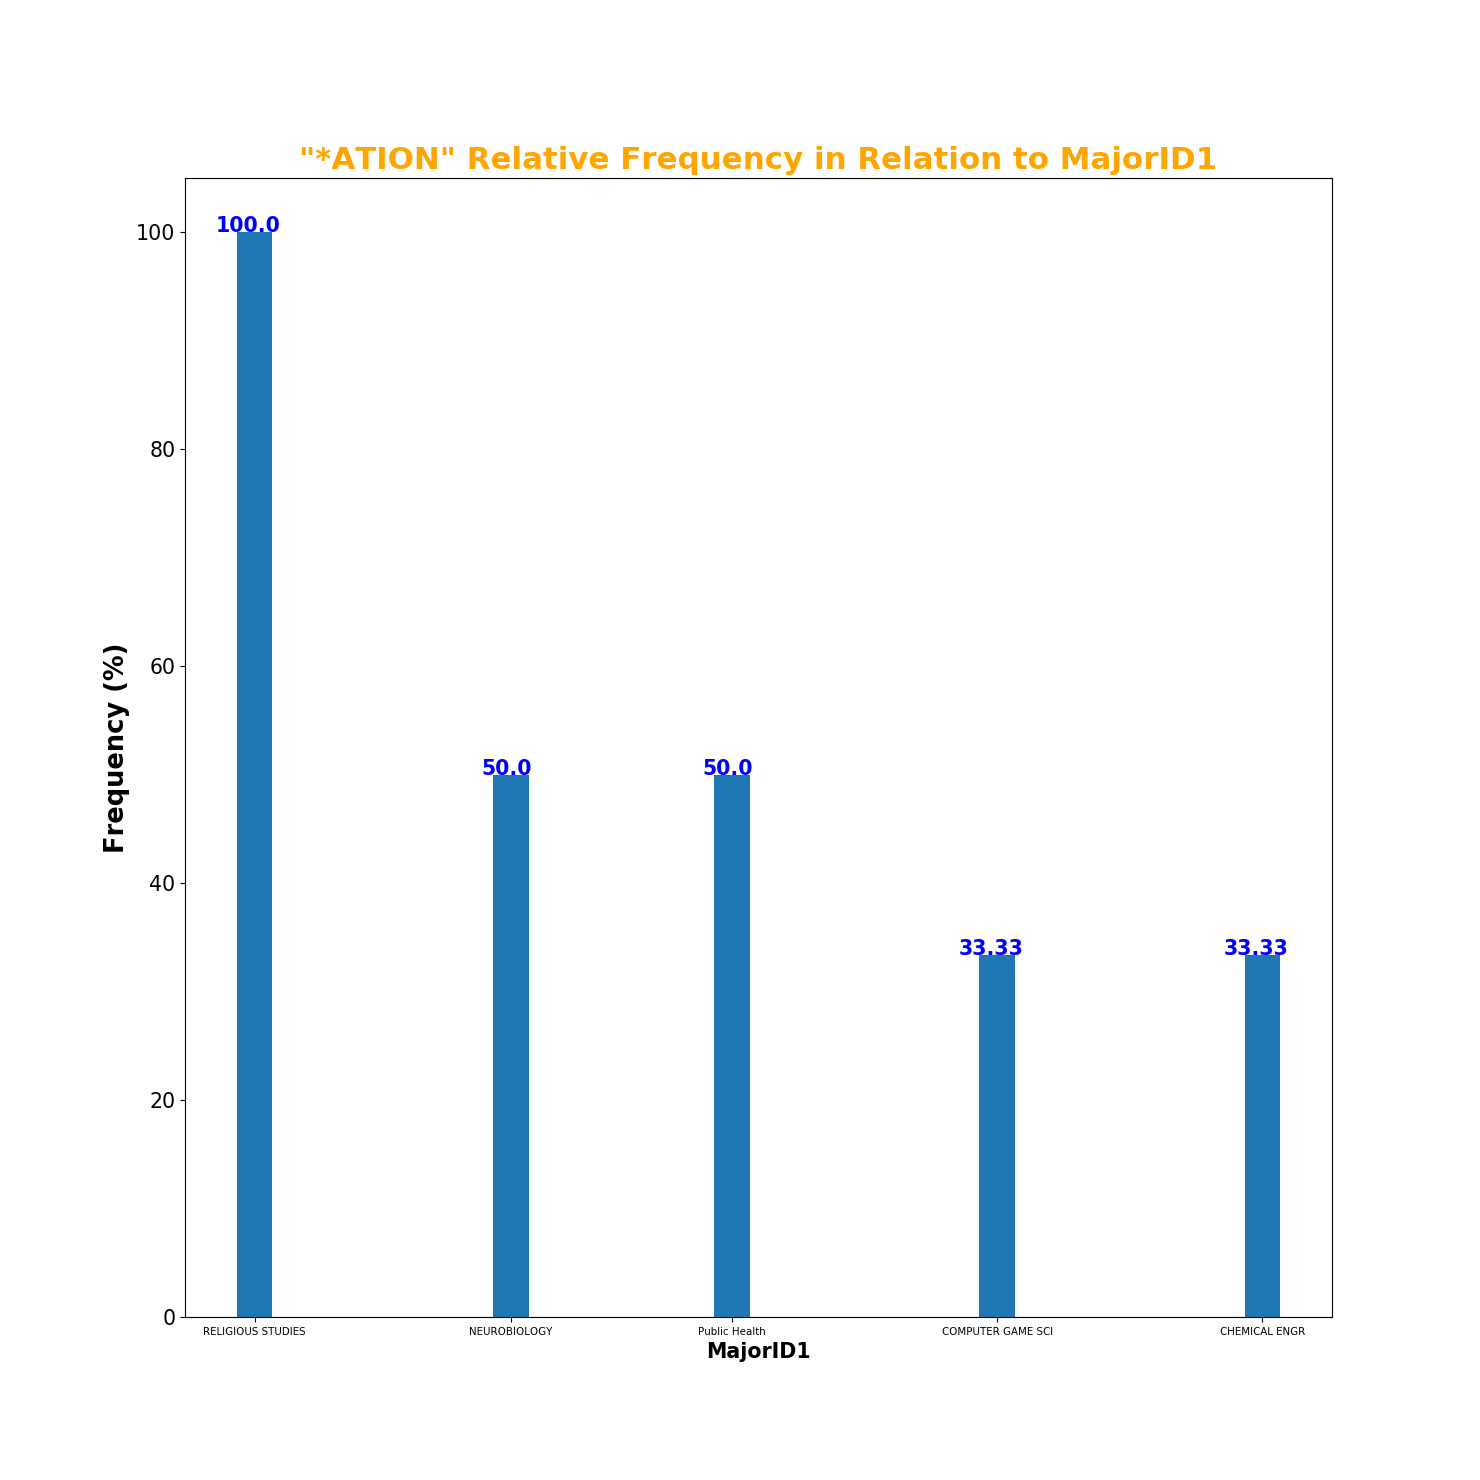 "*ATION" Relative Frequency in Relation to MajorID1
100.0
100
80
Frequency (%)
60
50.0
50.0
40
33.33
33.33
20
0
RELIGIOUS STUDIES
NEUROBIOLOGY
Public Health
COMPUTER GAME SCI
CHEMICAL ENGR
MajorID1